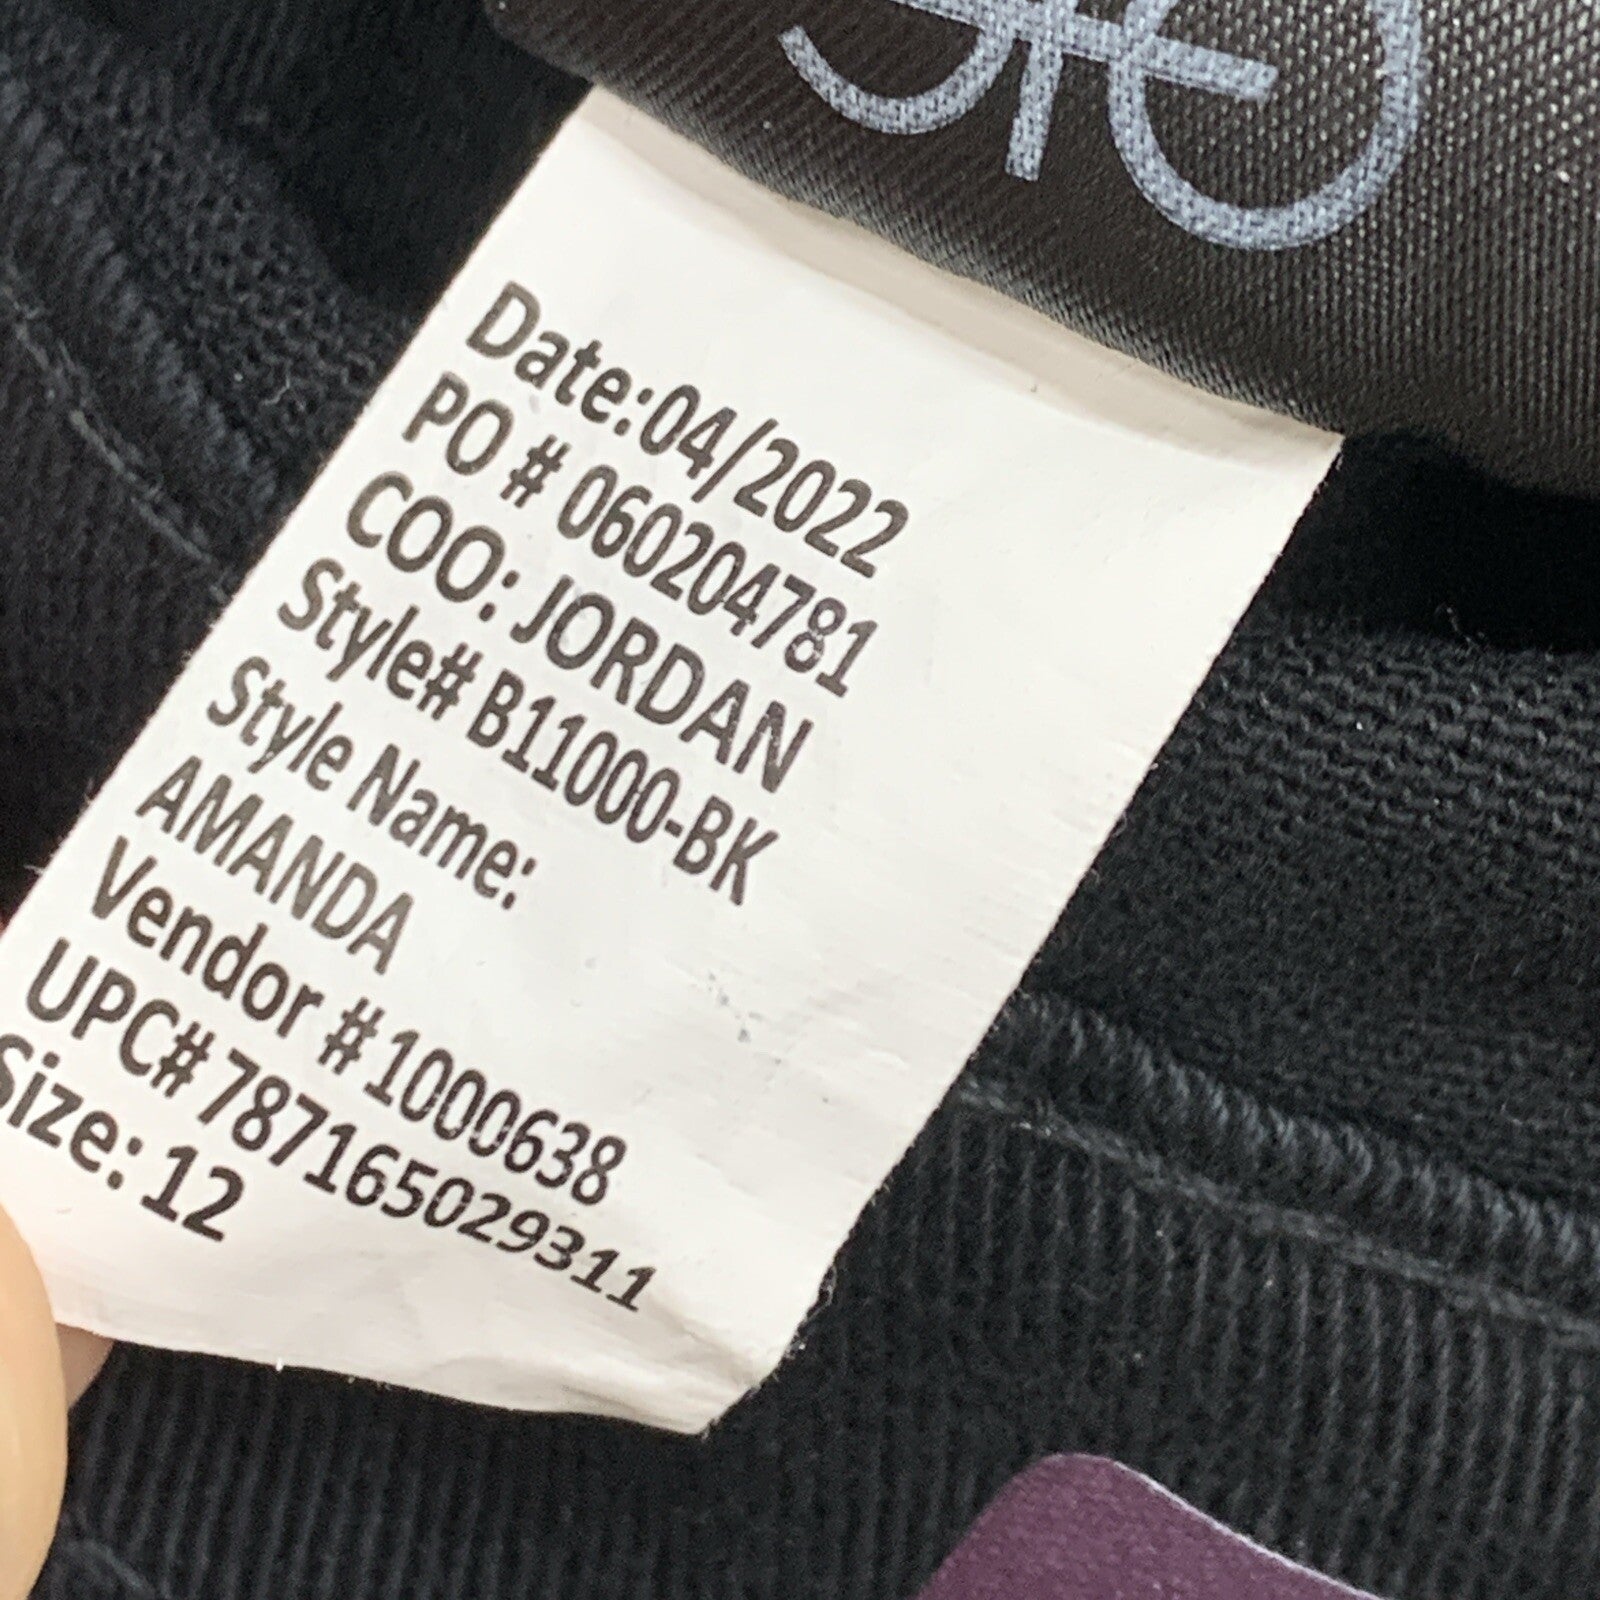 Date:04/2022
PO # 060204781
COO: JORDAN
Style# B11000-BK
Style Name:
AMANDA
Vendor #1000638
UPC# 787165029311
Size: 12